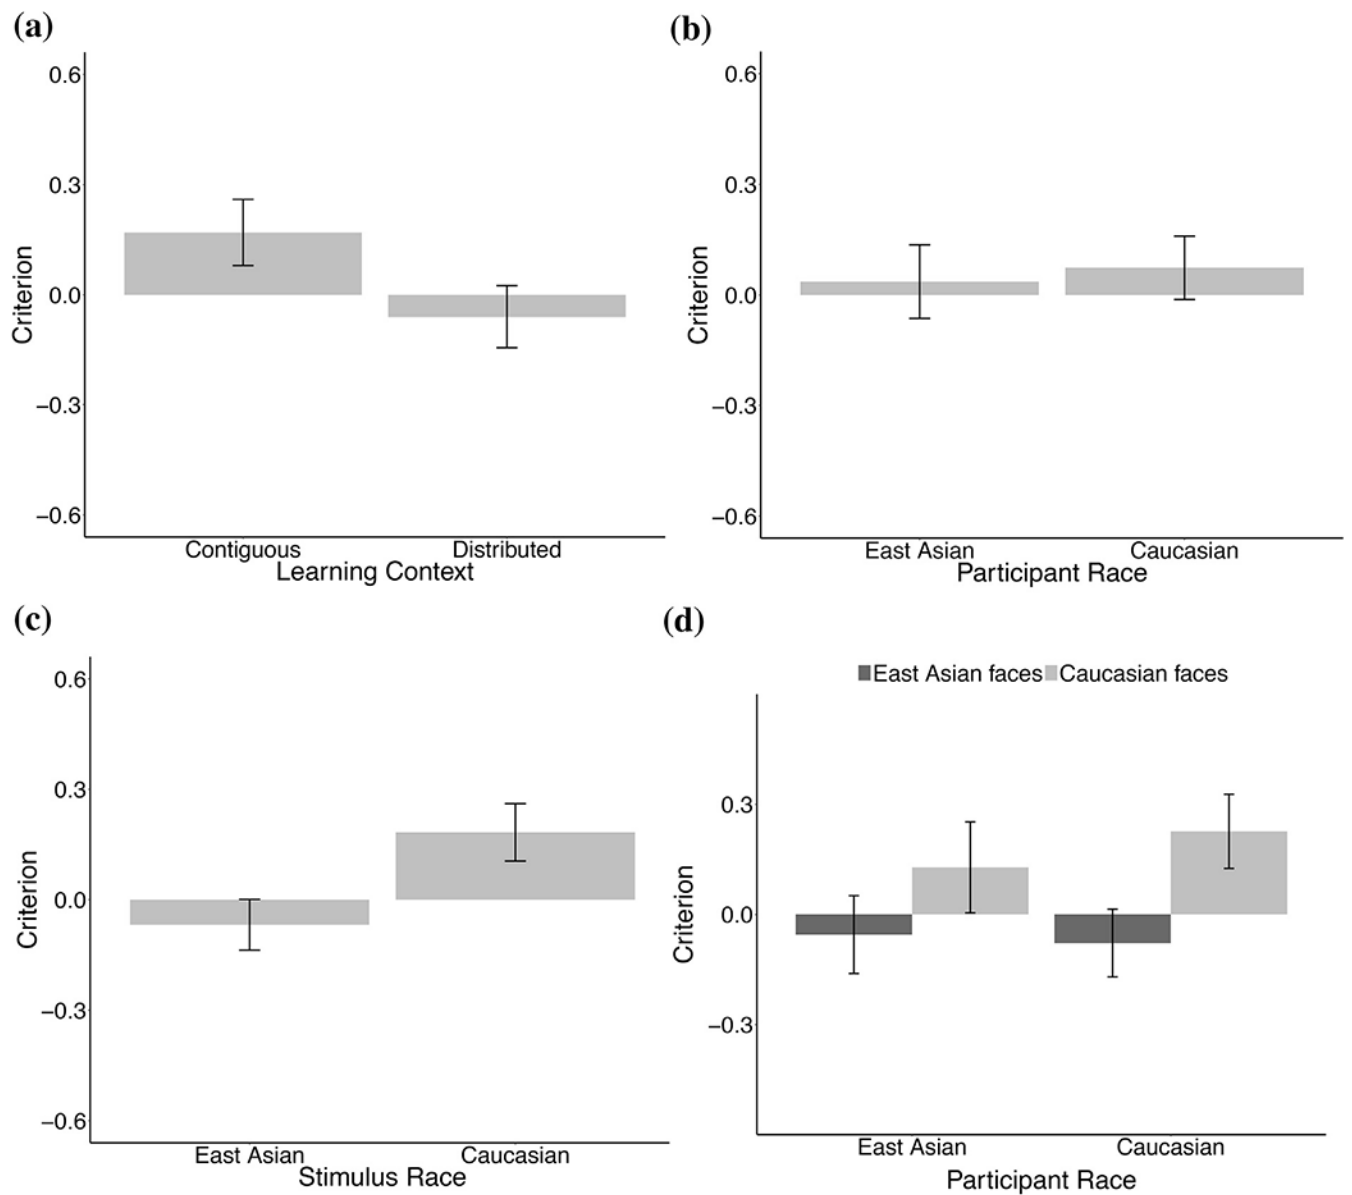 (a)
0.6
0.3
0.0
−0.3
−0.6
Criterion
Contiguous Distributed
Learning Context
(b)
0.6
0.3
0.0
−0.3
−0.6
Criterion
East Asian Caucasian
Participant Race
(c)
0.6
0.3
0.0
−0.3
−0.6
Criterion
East Asian Caucasian
Stimulus Race
(d)
East Asian faces Caucasian faces
0.3
0.0
−0.3
Criterion
East Asian Caucasian
Participant Race